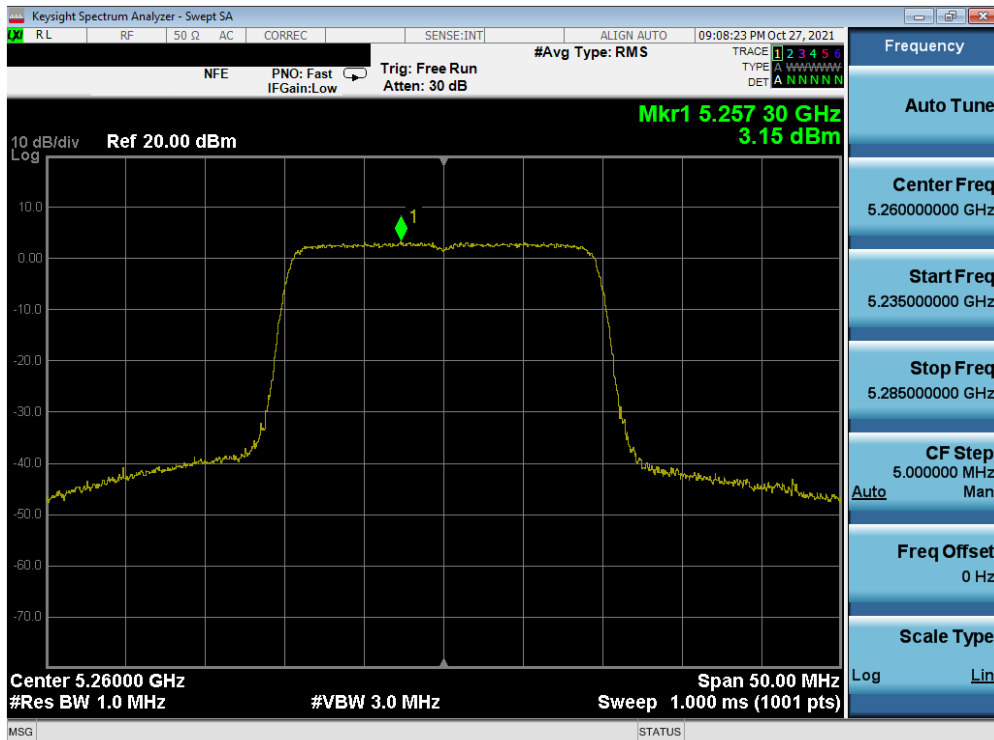 Keysight Spectrum Analyzer - Swept SA
LXI RL RF 50 Ω AC CORREC SENSE:INT ALIGN AUTO 09:08:23 PM Oct 27, 2021
#Avg Type: RMS TRACE 1 2 3 4 5 6
NFE PNO: Fast Trig: Free Run TYPE A WWWWW
IFGain:Low Atten: 30 dB DET A N N N N N
Mkr1 5.257 30 GHz
3.15 dBm
10 dB/div Ref 20.00 dBm
Log
1
10.0
0.00
-10.0
-20.0
-30.0
-40.0
-50.0
-60.0
-70.0
Center 5.26000 GHz Span 50.00 MHz
#Res BW 1.0 MHz #VBW 3.0 MHz Sweep 1.000 ms (1001 pts)
MSG STATUS
Frequency
Auto Tune
Center Freq
5.260000000 GHz
Start Freq
5.235000000 GHz
Stop Freq
5.285000000 GHz
CF Step
5.000000 MHz
Auto Man
Freq Offset
0 Hz
Scale Type
Log Lin